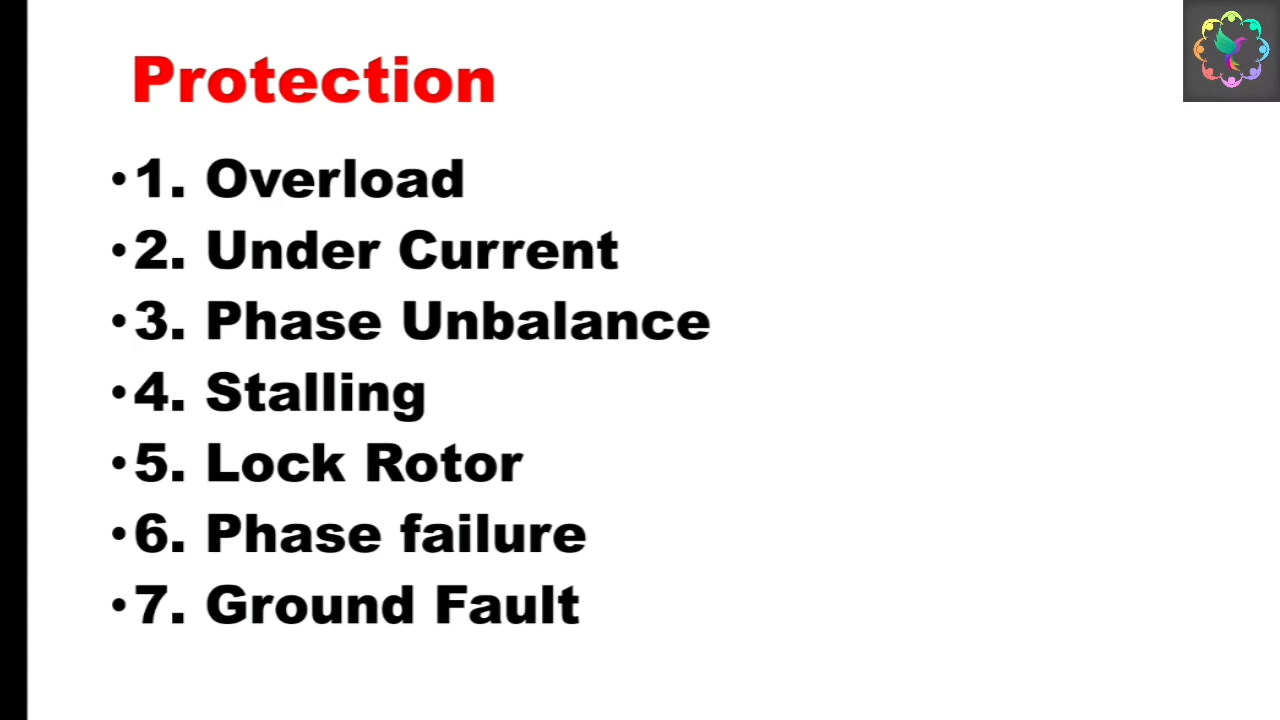 Protection
•1. Overload
•2. Under Current
•3. Phase Unbalance
•4. Stalling
•5. Lock Rotor
•6. Phase failure
•7. Ground Fault